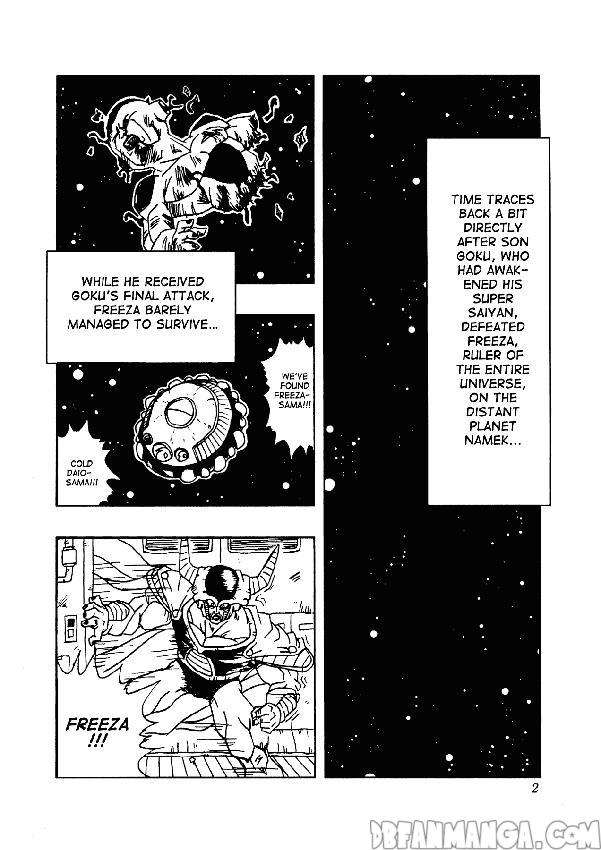 TIME TRACES
BACK A BIT
DIRECTLY
AFTER SON
GOKU, WHO
HAD AWAK-
ENED HIS
SUPER
SAIYAN,
DEFEATED
FREEZA,
RULER OF
THE ENTIRE
UNIVERSE,
ON THE
DISTANT
PLANET
NAMEK...
WHILE HE RECEIVED
GOKU'S FINAL ATTACK,
FREEZA BARELY
MANAGED TO SURVIVE...
WE'VE
FOUND
FREEZA-
SAMA!!!
COLD
DAIO-
SAMA!!!
FREEZA
!!!
2
DBFANMANGA.COM